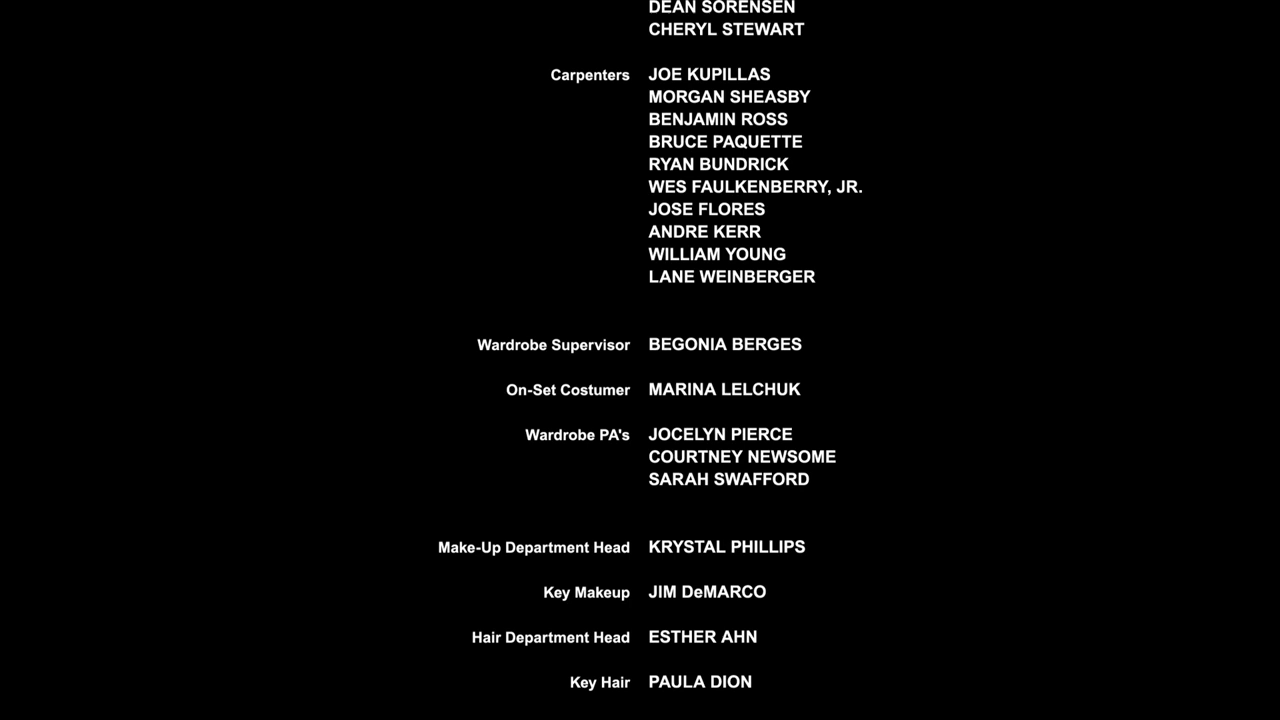 DEAN SORENSEN
CHERYL STEWART
Carpenters JOE KUPILLAS
MORGAN SHEASBY
BENJAMIN ROSS
BRUCE PAQUETTE
RYAN BUNDRICK
WES FAULKENBERRY, JR.
JOSE FLORES
ANDRE KERR
WILLIAM YOUNG
LANE WEINBERGER
Wardrobe Supervisor BEGONIA BERGES
On-Set Costumer MARINA LELCHUK
Wardrobe PA's JOCELYN PIERCE
COURTNEY NEWSOME
SARAH SWAFFORD
Make-Up Department Head KRYSTAL PHILLIPS
Key Makeup JIM DeMARCO
Hair Department Head ESTHER AHN
Key Hair PAULA DION